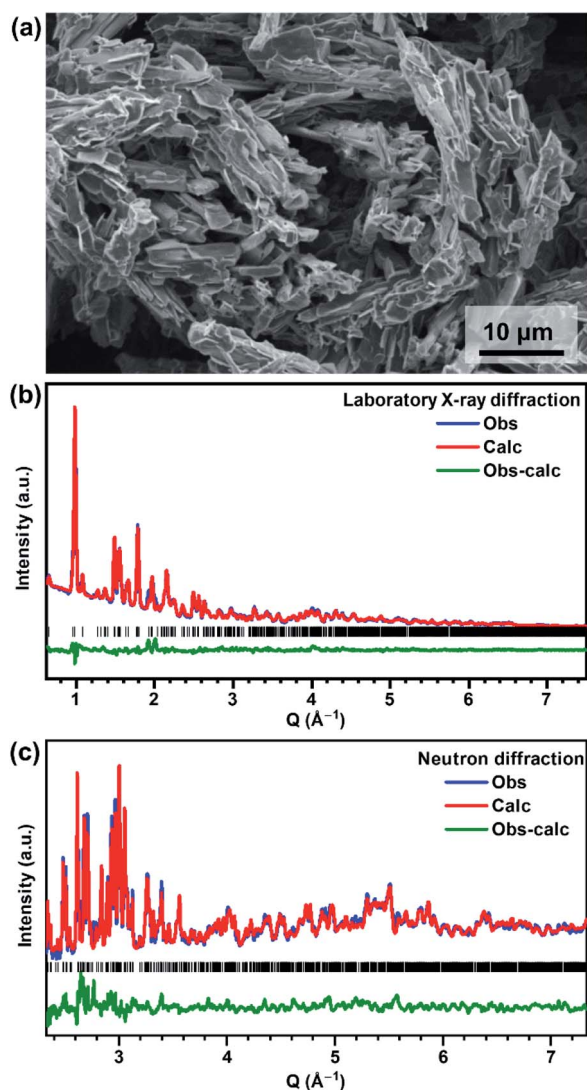 (a)
10 µm
(b)
Laboratory X-ray diffraction
Obs
Calc
Obs-calc
Intensity (a.u.)
1 2 3 4 5 6 7
Q (Å⁻¹)
(c)
Neutron diffraction
Obs
Calc
Obs-calc
Intensity (a.u.)
3 4 5 6 7
Q (Å⁻¹)